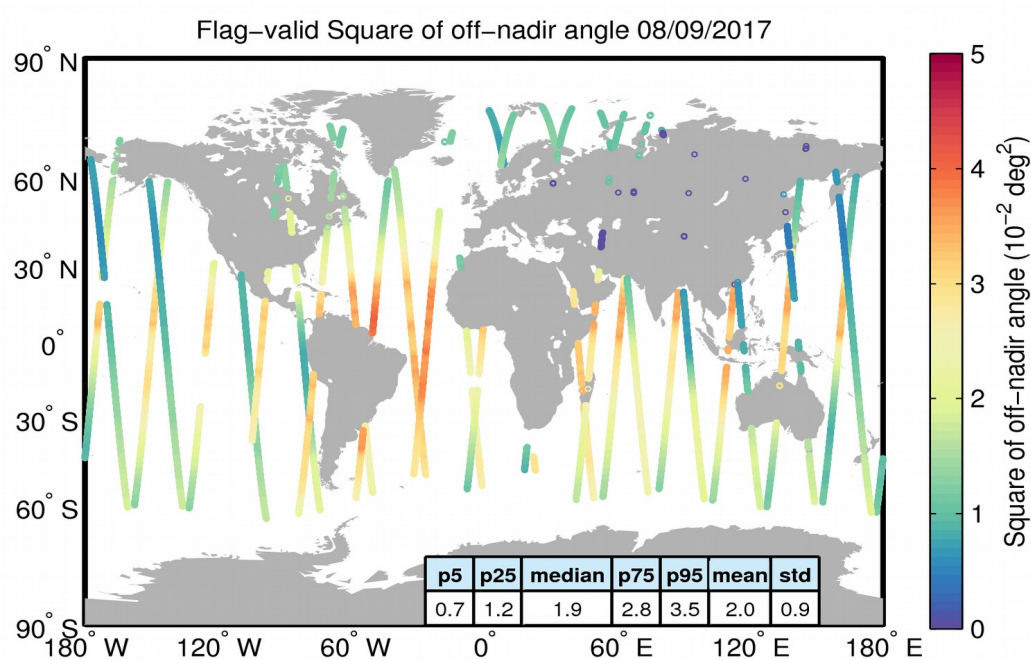 Flag−valid Square of off−nadir angle 08/09/2017
90° N
60° N
30° N
0°
30° S
60° S
90° S
180° W
120° W
60° W
0°
60° E
120° E
180° E
p5 p25 median p75 p95 mean std
0.7 1.2 1.9 2.8 3.5 2.0 0.9
5
4
3
2
1
0
Square of off−nadir angle (10⁻² deg²)